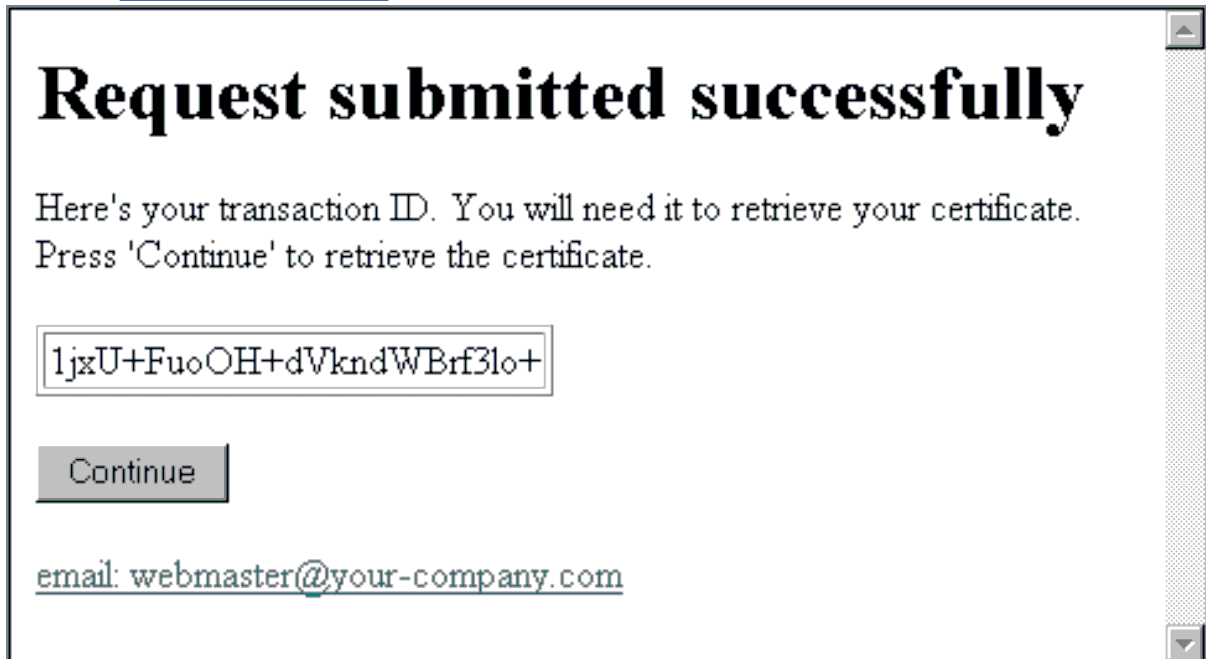 Request submitted successfully
Here's your transaction ID. You will need it to retrieve your certificate.
Press 'Continue' to retrieve the certificate.
1jxU+FuoOH+dVkndWBrf3lo+
Continue
email: webmaster@your-company.com